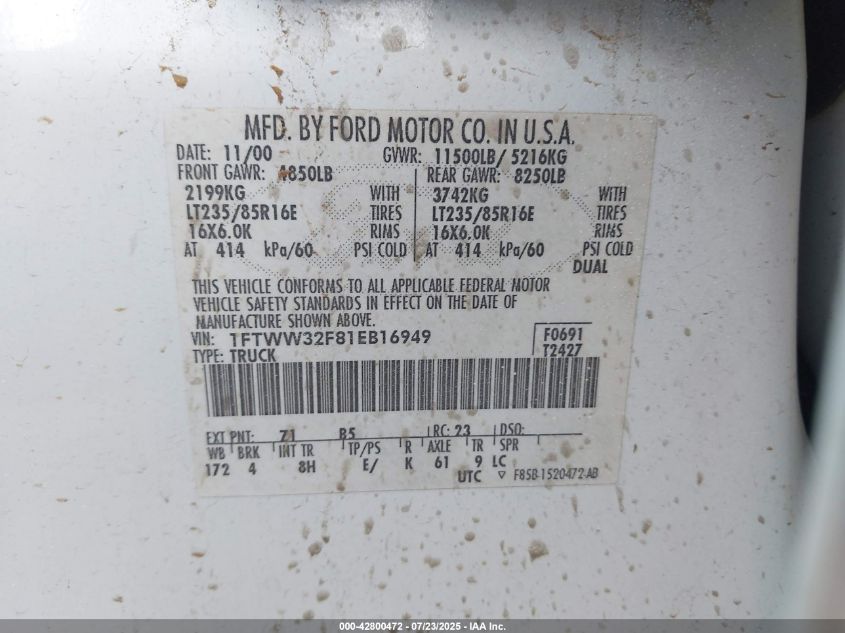 MFD. BY FORD MOTOR CO. IN U.S.A.
DATE: 11/00 GVWR: 11500LB/ 5216KG
FRONT GAWR: 4850LB REAR GAWR: 8250LB
2199KG WITH 3742KG WITH
LT235/85R16E TIRES LT235/85R16E TIRES
16X6.0K RIMS 16X6.0K RIMS
AT 414 kPa/60 PSI COLD AT 414 kPa/60 PSI COLD
DUAL
THIS VEHICLE CONFORMS TO ALL APPLICABLE FEDERAL MOTOR
VEHICLE SAFETY STANDARDS IN EFFECT ON THE DATE OF
MANUFACTURE SHOWN ABOVE.
VIN: 1FTWW32F81EB16949 F0691
TYPE: TRUCK T2427
EXT PNT: Z1 B5 RC: 23 DSO:
WB BRK INT TR TP/PS R AXLE TR SPR
172 4 8H E/ K 61 9 LC
UTC ▽ F85B-1520472-AB
000-42800472 - 07/23/2025 - IAA Inc.